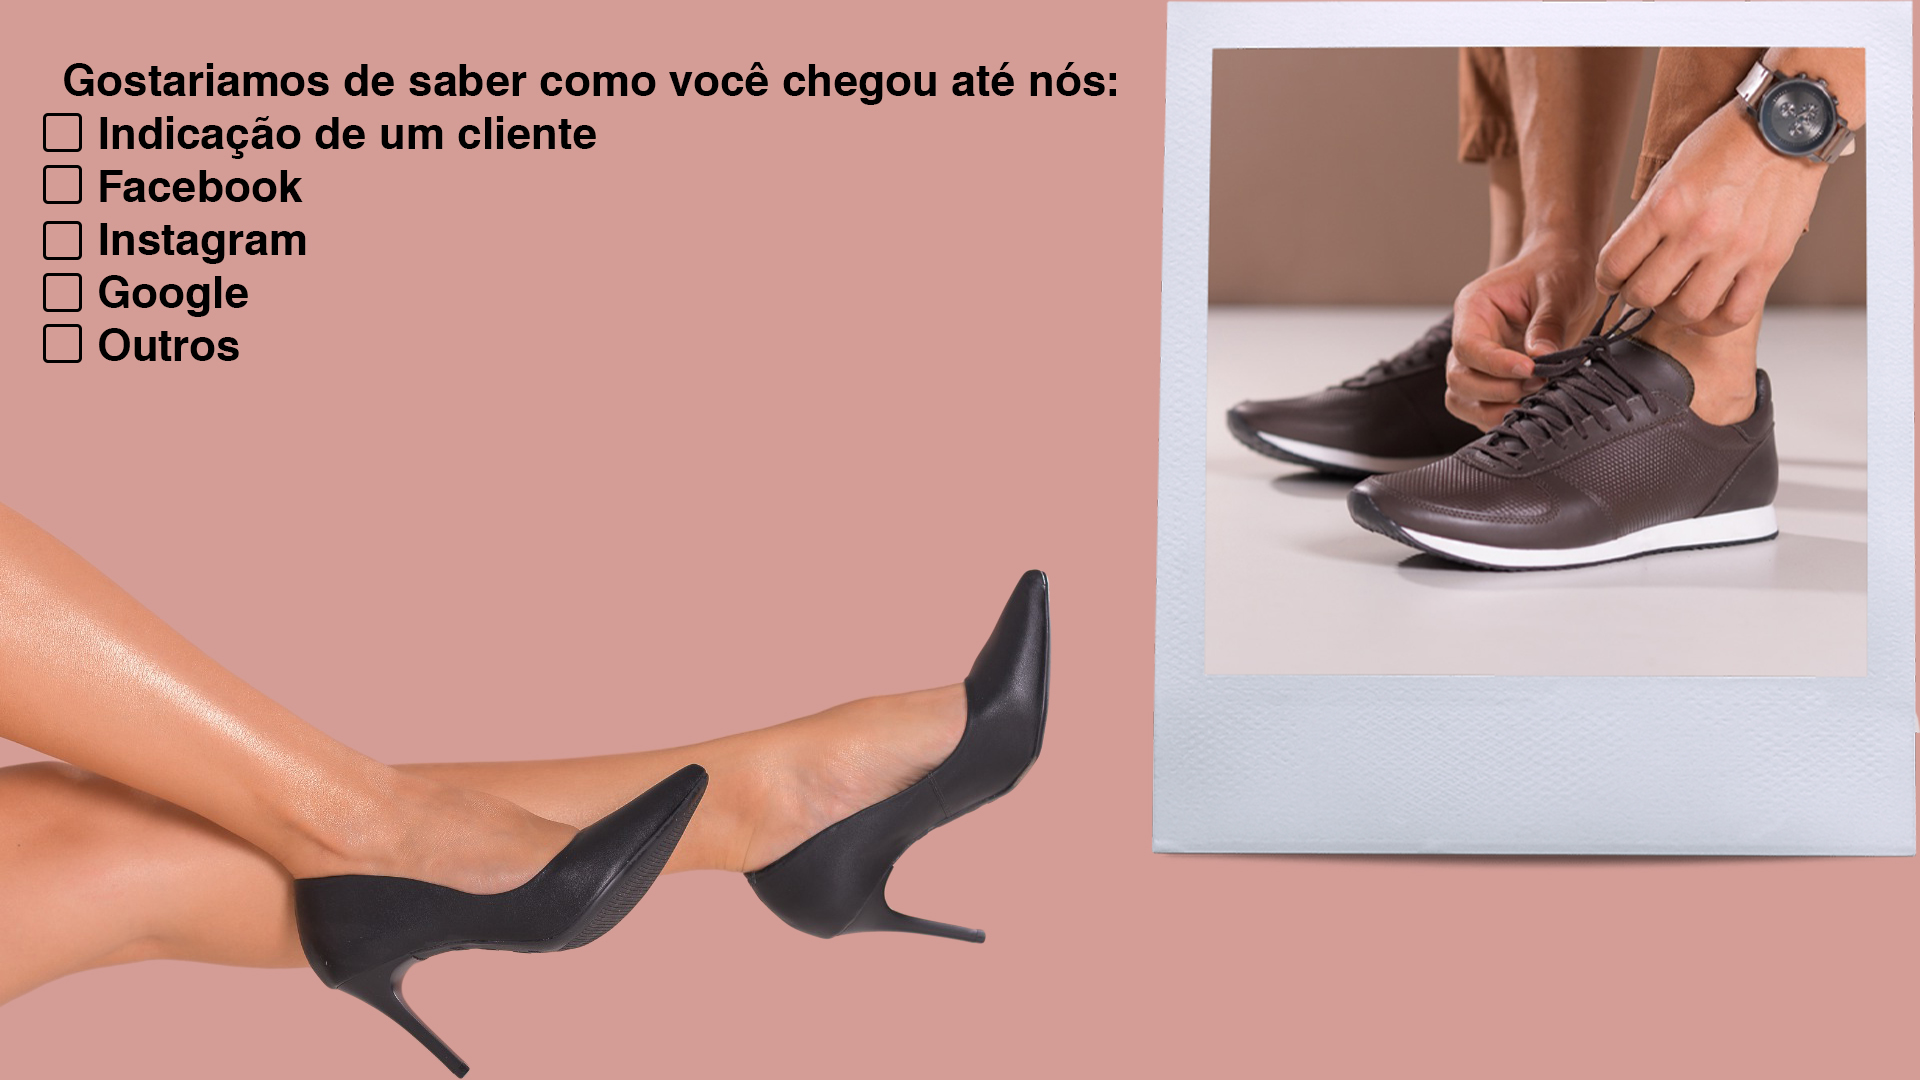 Gostariamos de saber como você chegou até nós:
Indicação de um cliente
Facebook
Instagram
Google
Outros